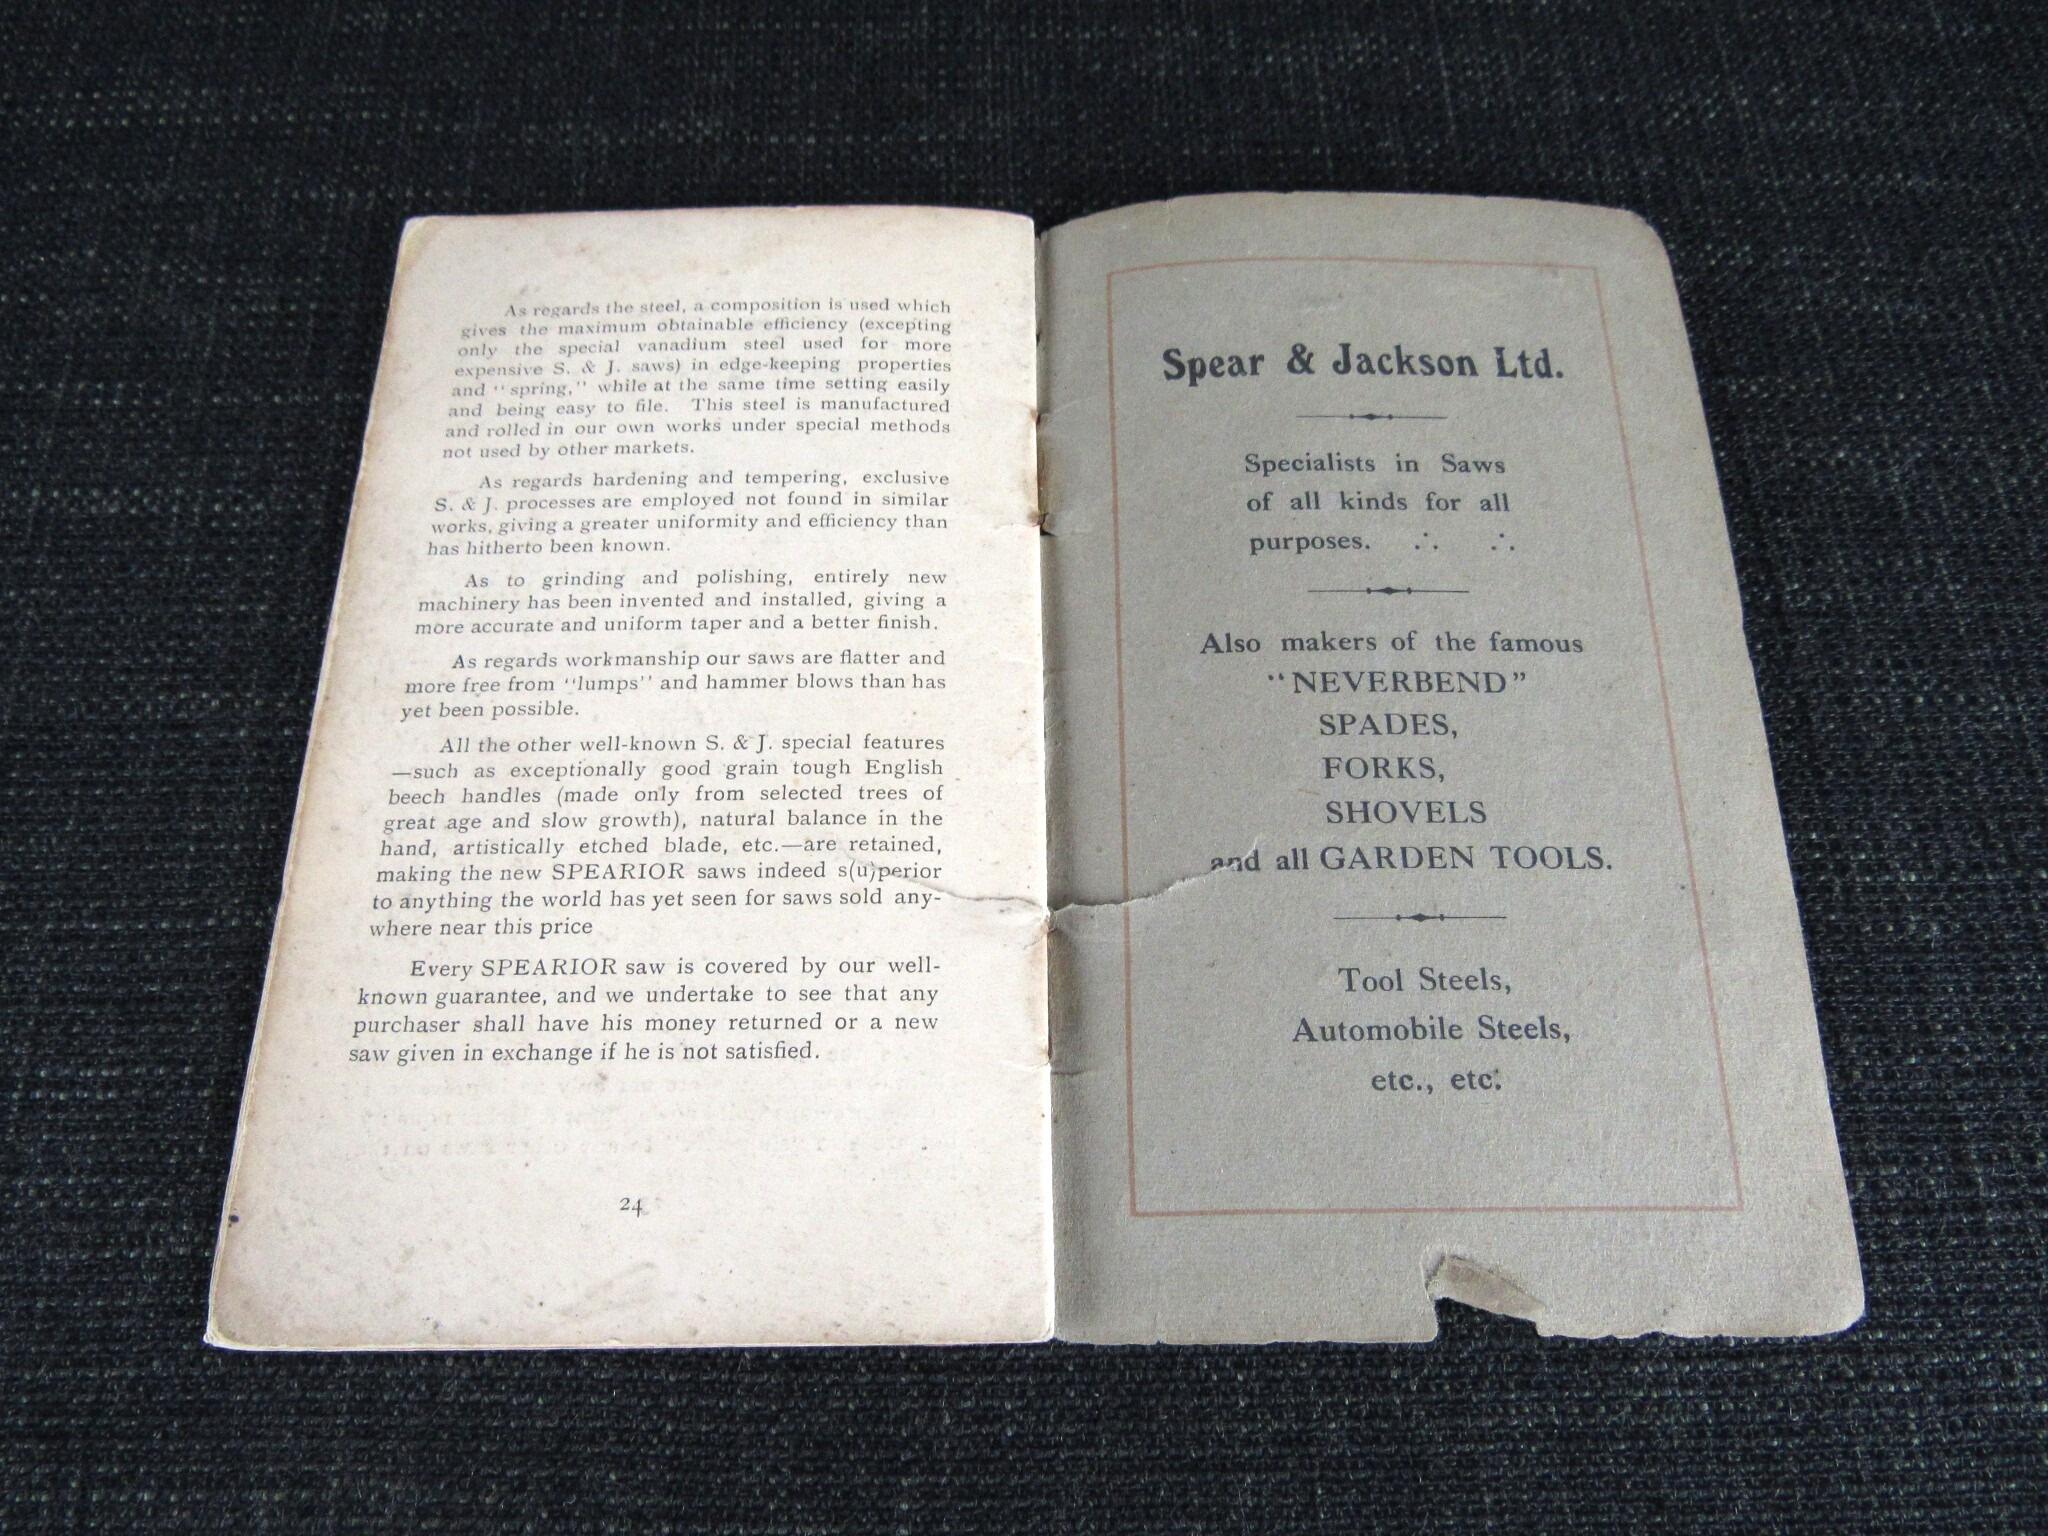 As regards the steel, a composition is used which
gives the maximum obtainable efficiency (excepting
only the special vanadium steel used for more
expensive S. & J. saws) in edge-keeping properties
and "spring," while at the same time setting easily
and being easy to file. This steel is manufactured
and rolled in our own works under special methods
not used by other markets.
As regards hardening and tempering, exclusive
S. & J. processes are employed not found in similar
works, giving a greater uniformity and efficiency than
has hitherto been known.
As to grinding and polishing, entirely new
machinery has been invented and installed, giving a
more accurate and uniform taper and a better finish.
As regards workmanship our saws are flatter and
more free from "lumps" and hammer blows than has
yet been possible.
All the other well-known S. & J. special features
—such as exceptionally good grain tough English
beech handles (made only from selected trees of
great age and slow growth), natural balance in the
hand, artistically etched blade, etc.—are retained,
making the new SPEARIOR saws indeed s(u)perior
to anything the world has yet seen for saws sold any-
where near this price
Every SPEARIOR saw is covered by our well-
known guarantee, and we undertake to see that any
purchaser shall have his money returned or a new
saw given in exchange if he is not satisfied.
24
Spear & Jackson Ltd.
Specialists in Saws
of all kinds for all
purposes. ∴ ∴
Also makers of the famous
"NEVERBEND"
SPADES,
FORKS,
SHOVELS
and all GARDEN TOOLS.
Tool Steels,
Automobile Steels,
etc., etc.